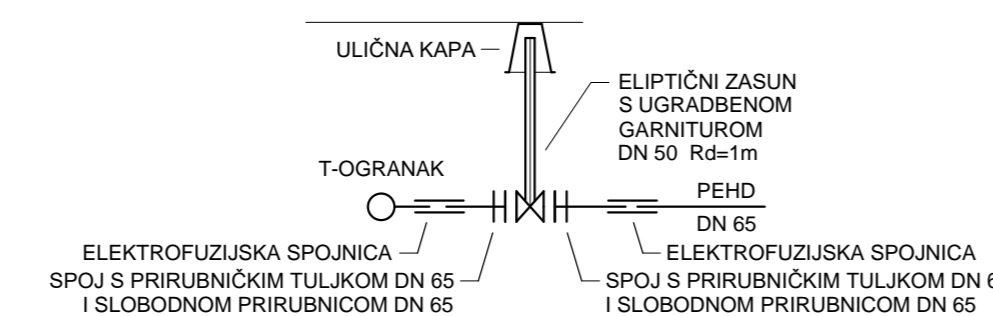 ULIČNA KAPA
ELIPTIČNI ZASUN
S UGRADBENOM
GARNITUROM
DN 50 Rd=1m
T-OGRANAK
PEHD
DN 65
ELEKTROFUZIJSKA SPOJNICA
SPOJ S PRIRUBNIČKIM TULJKOM DN 65
I SLOBODNOM PRIRUBNICOM DN 65
ELEKTROFUZIJSKA SPOJNICA
SPOJ S PRIRUBNIČKIM TULJKOM DN
I SLOBODNOM PRIRUBNICOM DN 65